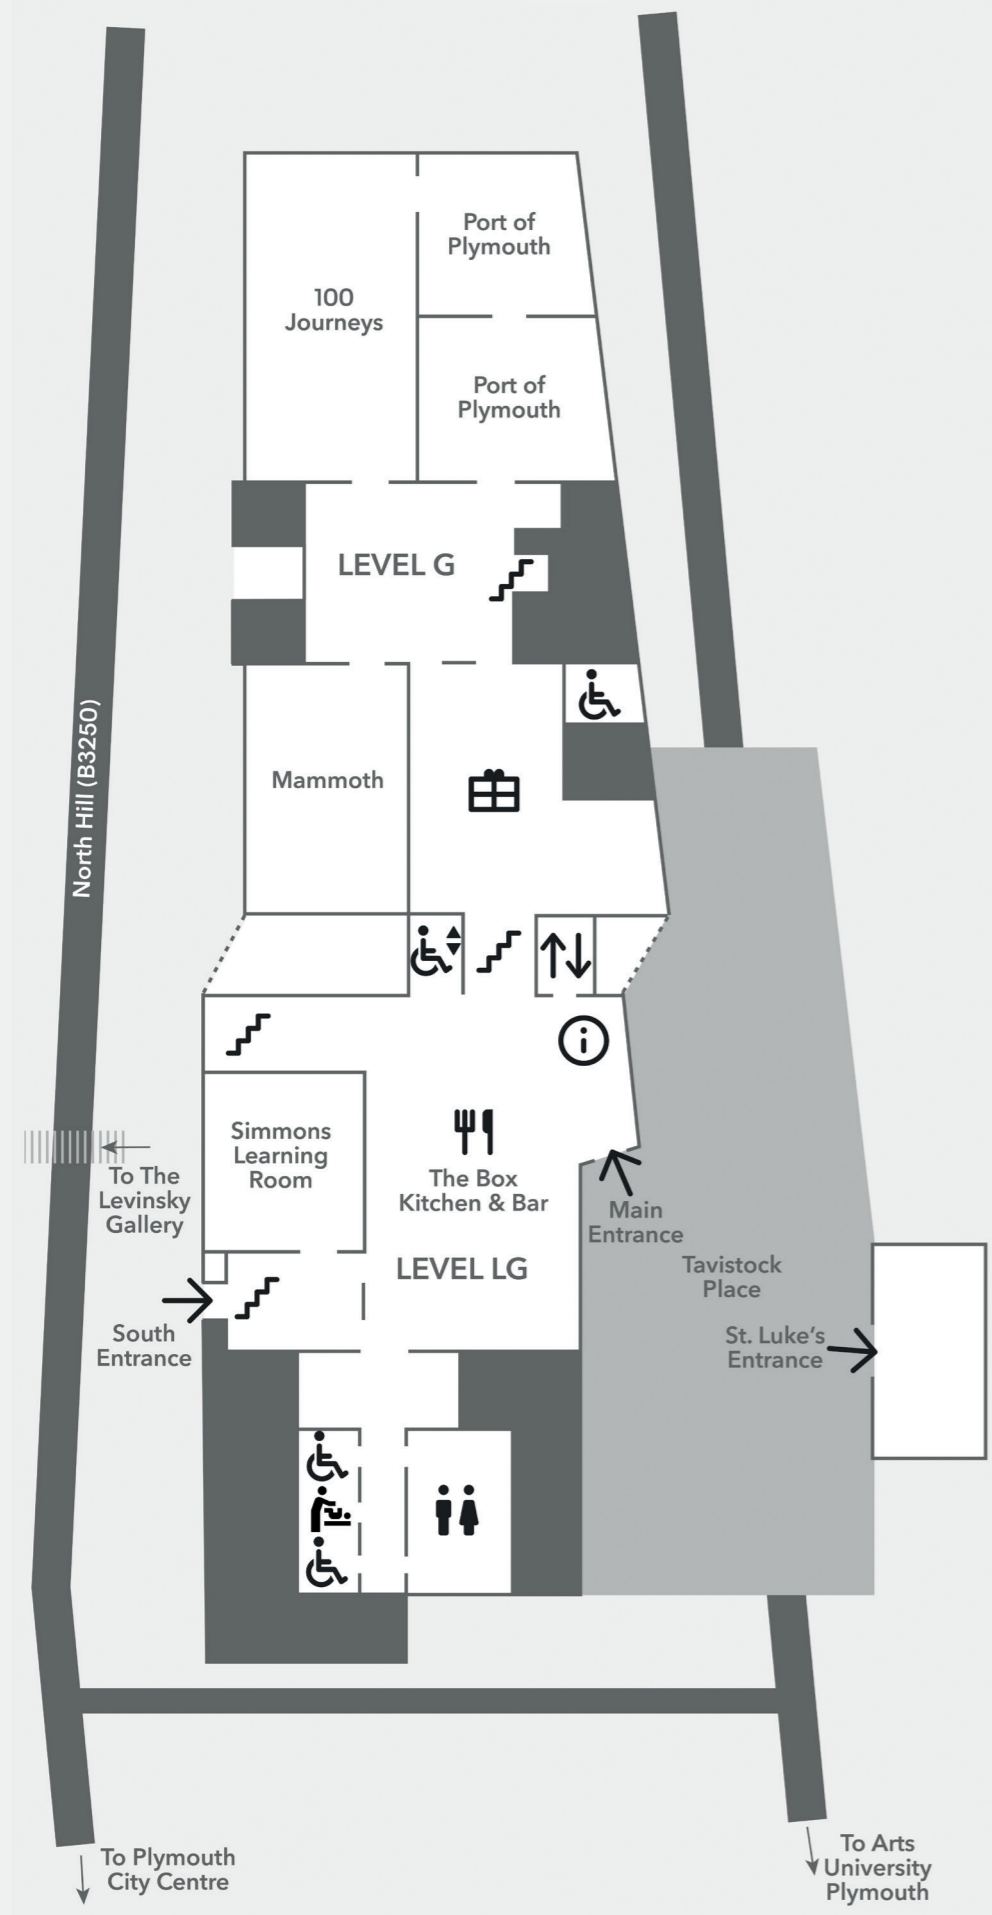 Port of
Plymouth
100
Journeys
Port of
Plymouth
LEVEL G
North Hill (B3250)
Mammoth
i
Simmons
Learning
Room
The Box
Kitchen & Bar
To The
Levinsky
Gallery
Main
Entrance
LEVEL LG
Tavistock
Place
South
Entrance
St. Luke's
Entrance
To Plymouth
City Centre
To Arts
University
Plymouth